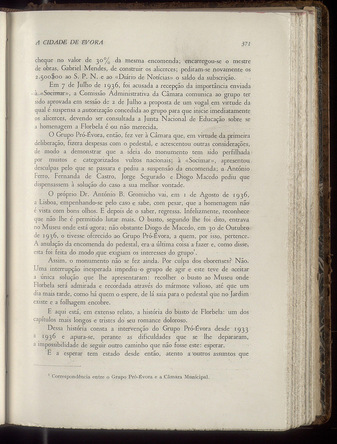 A CIDADE DE EVORA 371
cheque no valor de 30% da mesma encomenda; encarregou-se o mestre
de obras, Gabriel Mendes, de construir os alicerces; pediram-se novamente os
2.500$00 ao S. P. N. e ao «Diário de Notícias» o saldo da subscrição.
Em 7 de Julho de 1936, foi acusada a recepção da importância enviada
à «Socimar», a Comissão Administrativa da Câmara comunica ao grupo ter
sido aprovada em sessão de 2 de Julho a proposta de um vogal em virtude da
qual é suspensa a autorização concedida ao grupo para que inicie imediatamente
os alicerces, devendo ser consultada a Junta Nacional de Educação sobre se
a homenagem a Florbela é ou não merecida.
O Grupo Pró-Évora, então, fez ver à Câmara que, em virtude da primeira
deliberação, fizera despesas com o pedestal, e acrescentou outras considerações,
de modo a demonstrar que a ideia do monumento tem sido perfilhada
por muitos e categorizados vultos nacionais; à «Socimar», apresentou
desculpas pelo que se passara e pediu a suspensão da encomenda; a António
Ferro, Fernanda de Castro, Jorge Segurado e Diogo Macedo pediu que
dispensassem à solução do caso a sua melhor vontade.
O próprio Dr. António B. Gromicho vai, em 1 de Agosto de 1936,
a Lisboa, empenhando-se pelo caso e sabe, com pesar, que a homenagem não
é vista com bons olhos. E depois de o saber, regressa. Infelizmente, reconhece
que não lhe é permitido lutar mais. O busto, segundo lhe foi dito, entrava
no Museu onde está agora; não obstante Diogo de Macedo, em 30 de Outubro
de 1936, o tivesse oferecido ao Grupo Pró-Évora, a quem, por isso, pertence.
A anulação da encomenda do pedestal, era a última coisa a fazer e, como disse,
esta foi feita do modo que exigiam os interesses do grupo¹.
Assim, o monumento não se fez ainda. Por culpa dos eborenses? Não.
Uma interrupção inesperada impediu o grupo de agir e este teve de aceitar
a única solução que lhe apresentaram: recolher o busto ao Museu onde
Florbela será admirada e recordada através do mármore valioso, até que um
dia mais tarde, como há quem o espere, de lá saia para o pedestal que no Jardim
existe e a folhagem encobre.
E aqui está, em extenso relato, a história do busto de Florbela: um dos
capítulos mais longos e tristes do seu romance doloroso.
Dessa história consta a intervenção do Grupo Pró-Évora desde 1933
a 1936 e apura-se, perante as dificuldades que se lhe depararam,
a impossibilidade de seguir outro caminho que não fosse este: esperar.
E a esperar tem estado desde então, atento a outros assuntos que
¹ Correspondência entre o Grupo Pró-Evora e a Câmara Municipal.